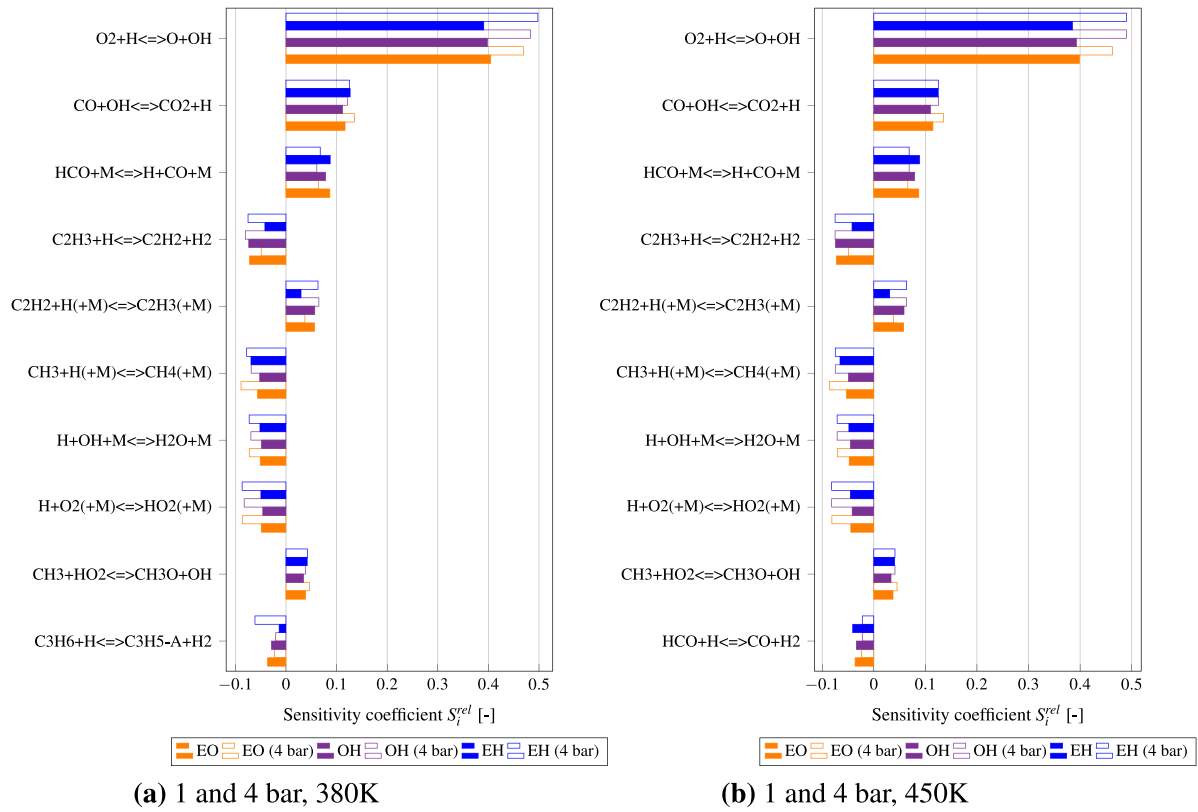 O2+H<=>O+OH
CO+OH<=>CO2+H
HCO+M<=>H+CO+M
C2H3+H<=>C2H2+H2
C2H2+H(+M)<=>C2H3(+M)
CH3+H(+M)<=>CH4(+M)
H+OH+M<=>H2O+M
H+O2(+M)<=>HO2(+M)
CH3+HO2<=>CH3O+OH
C3H6+H<=>C3H5-A+H2
−0.1 0 0.1 0.2 0.3 0.4 0.5
Sensitivity coefficient S_i^rel [-]
EO EO (4 bar) OH OH (4 bar) EH EH (4 bar)
(a) 1 and 4 bar, 380K
O2+H<=>O+OH
CO+OH<=>CO2+H
HCO+M<=>H+CO+M
C2H3+H<=>C2H2+H2
C2H2+H(+M)<=>C2H3(+M)
CH3+H(+M)<=>CH4(+M)
H+OH+M<=>H2O+M
H+O2(+M)<=>HO2(+M)
CH3+HO2<=>CH3O+OH
HCO+H<=>CO+H2
−0.1 0 0.1 0.2 0.3 0.4 0.5
Sensitivity coefficient S_i^rel [-]
EO EO (4 bar) OH OH (4 bar) EH EH (4 bar)
(b) 1 and 4 bar, 450K